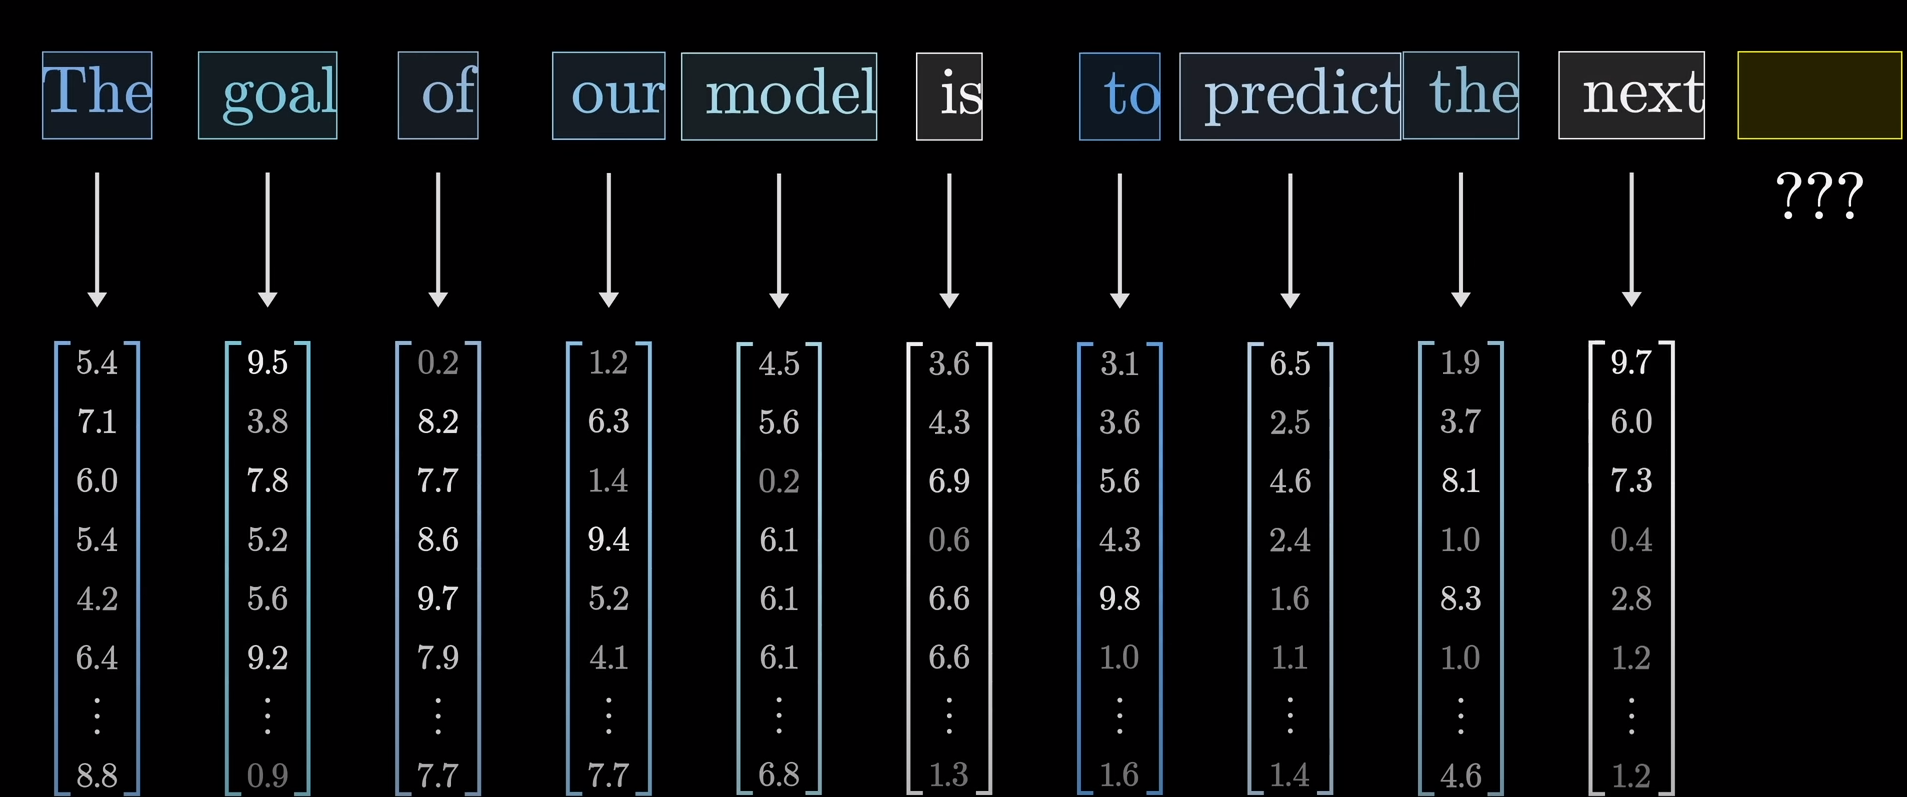 The goal of our model is to predict the next
???
5.4 9.5 0.2 1.2 4.5 3.6 3.1 6.5 1.9 9.7
7.1 3.8 8.2 6.3 5.6 4.3 3.6 2.5 3.7 6.0
6.0 7.8 7.7 1.4 0.2 6.9 5.6 4.6 8.1 7.3
5.4 5.2 8.6 9.4 6.1 0.6 4.3 2.4 1.0 0.4
4.2 5.6 9.7 5.2 6.1 6.6 9.8 1.6 8.3 2.8
6.4 9.2 7.9 4.1 6.1 6.6 1.0 1.1 1.0 1.2
⋮ ⋮ ⋮ ⋮ ⋮ ⋮ ⋮ ⋮ ⋮ ⋮
8.8 0.9 7.7 7.7 6.8 1.3 1.6 1.4 4.6 1.2